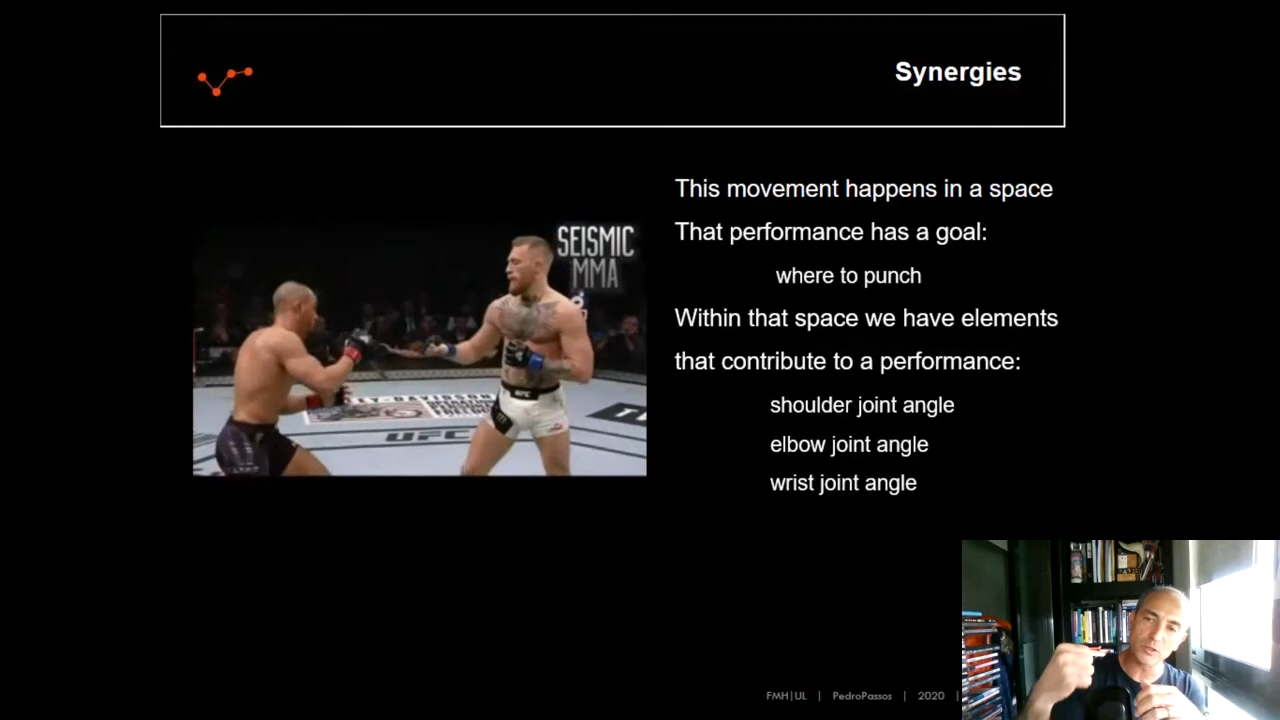 Synergies
This movement happens in a space
That performance has a goal:
where to punch
Within that space we have elements
that contribute to a performance:
shoulder joint angle
elbow joint angle
wrist joint angle
SEISMIC
MMA
UFC
FMH|UL | PedroPassos | 2020 |